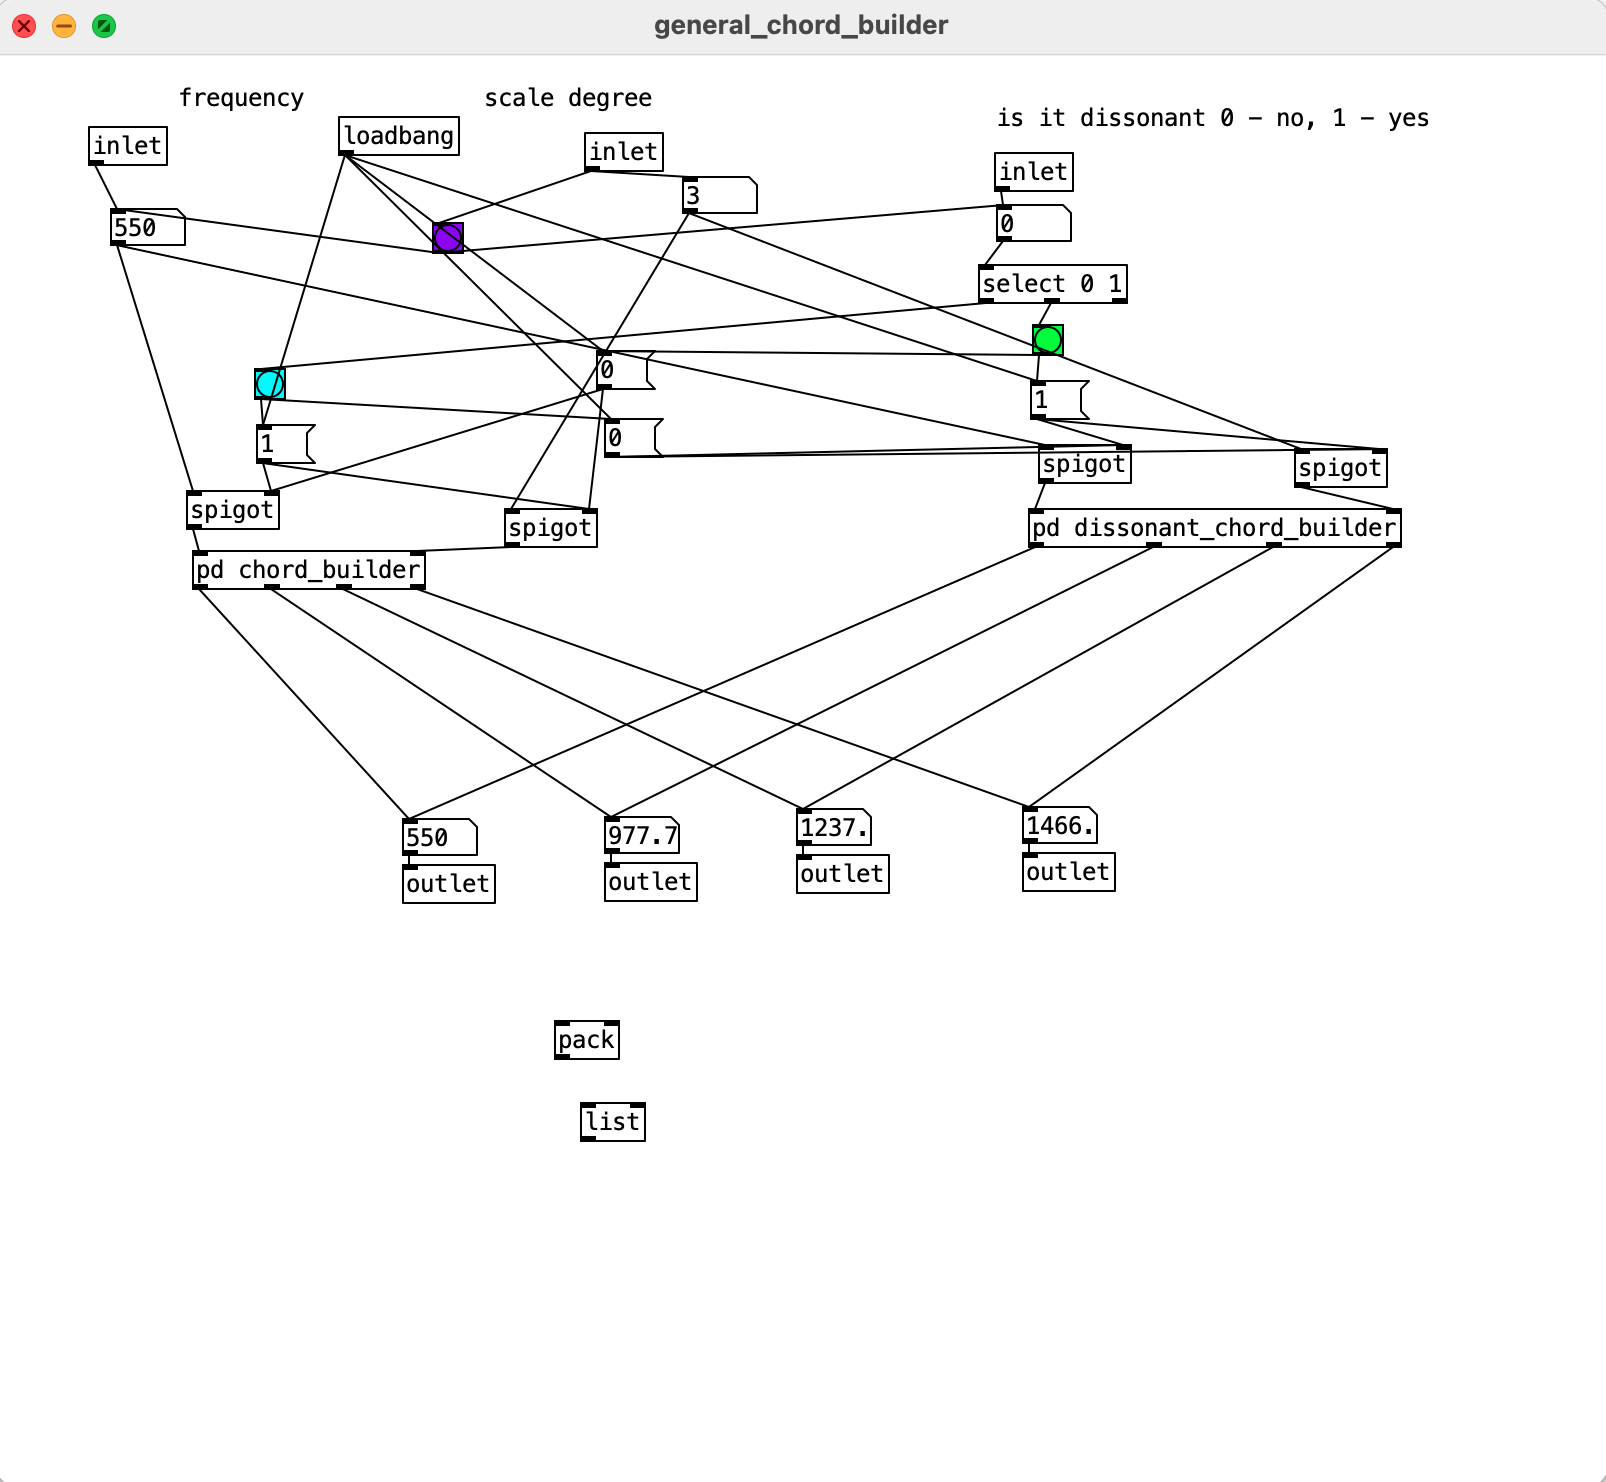 general_chord_builder
frequency
scale degree
is it dissonant 0 - no, 1 - yes
inlet
loadbang
inlet
inlet
3
550
0
select 0 1
0
1
0
1
spigot
spigot
spigot
spigot
pd chord_builder
pd dissonant_chord_builder
550
977.7
1237.
1466.
outlet
outlet
outlet
outlet
pack
list